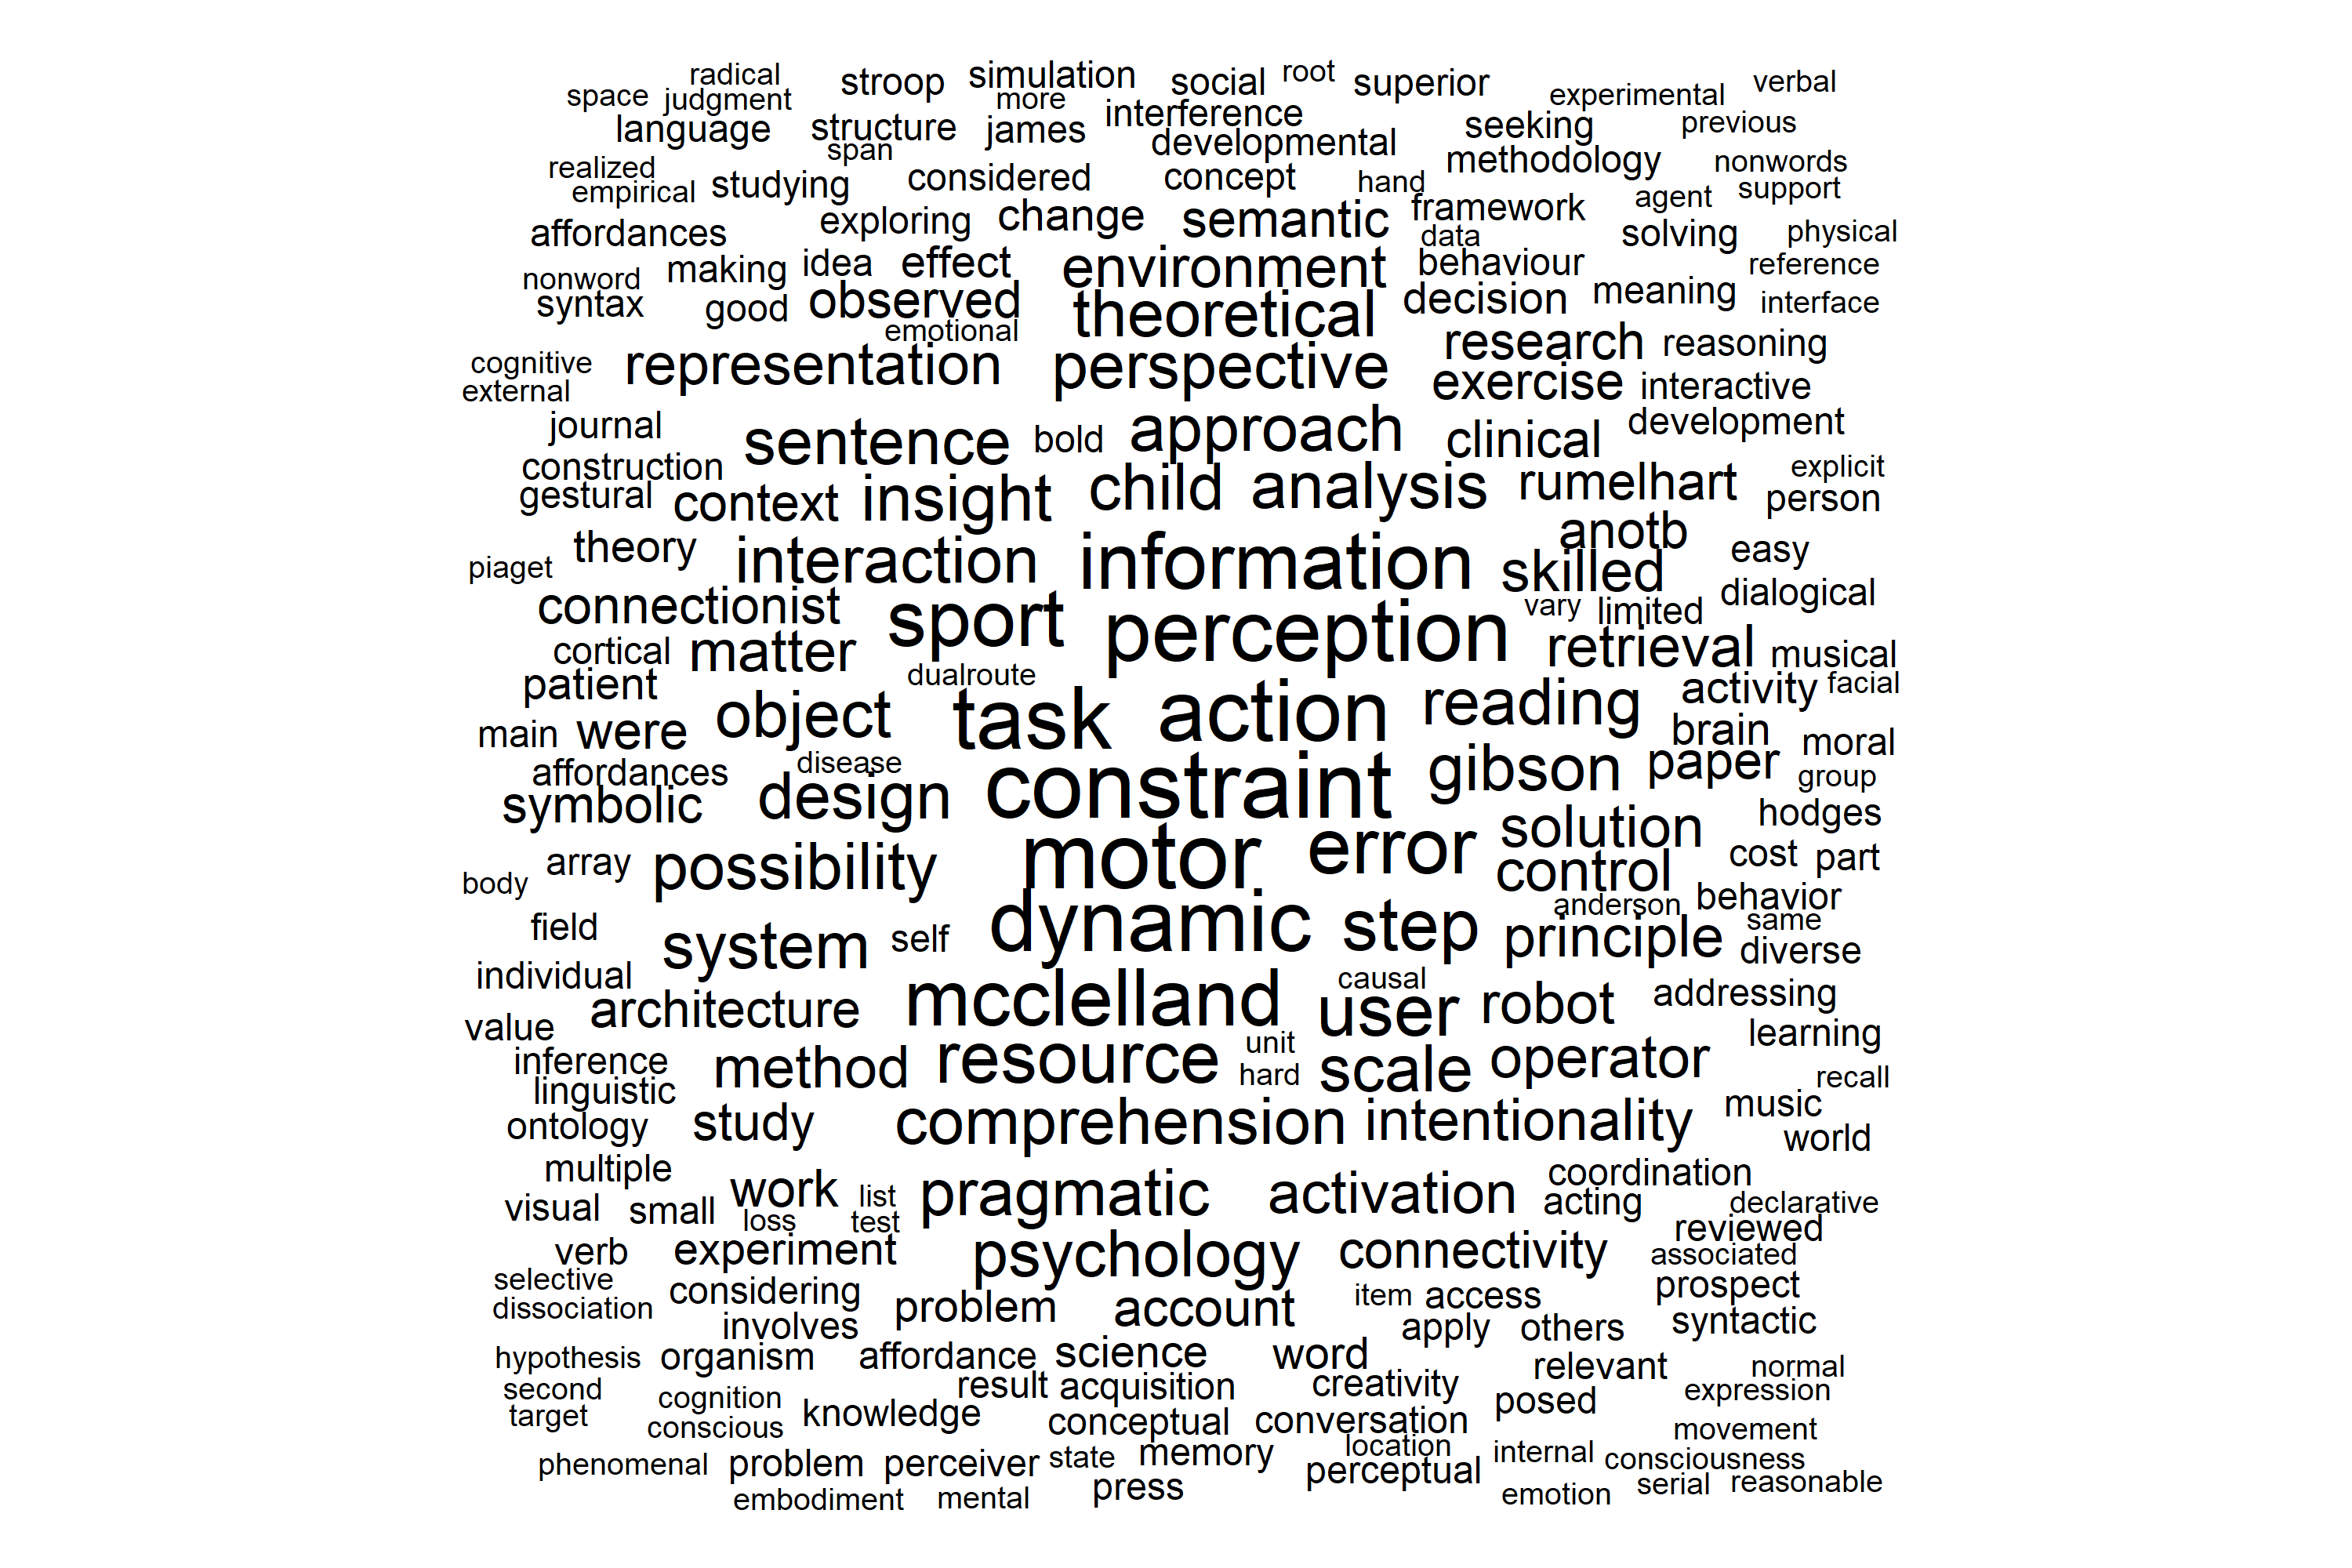 radical stroop simulation social root superior verbal
space judgment more interference experimental
language structure james seeking previous
span developmental methodology nonwords
realized empirical studying considered concept hand agent support
affordances exploring change semantic framework solving physical
data
nonword making idea effect environment behaviour reference
syntax good observed theoretical decision meaning interface
emotional
cognitive representation perspective research reasoning
external exercise interactive
journal sentence bold approach clinical development
construction child analysis rumelhart explicit
gestural context insight person
piaget theory interaction information anotb easy
skilled
connectionist sport perception vary limited dialogical
cortical matter retrieval musical
patient dualroute activity facial
main were object task action reading brain moral
affordances disease gibson paper group
symbolic design constraint hodges
array possibility motor error solution cost part
body control behavior
field anderson same
system self dynamic step principle diverse
individual causal
value architecture mcclelland user robot addressing
learning
inference method resource unit scale operator
linguistic hard recall
ontology study comprehension intentionality music
world
multiple coordination
visual small work list pragmatic activation acting declarative
loss test reviewed
verb experiment psychology connectivity associated
selective considering item access prospect
dissociation problem account
involves apply others syntactic
hypothesis organism affordance science word relevant normal
second cognition result acquisition creativity posed expression
target conscious knowledge conceptual conversation movement
phenomenal problem perceiver state memory location internal consciousness
press perceptual serial reasonable
embodiment mental emotion